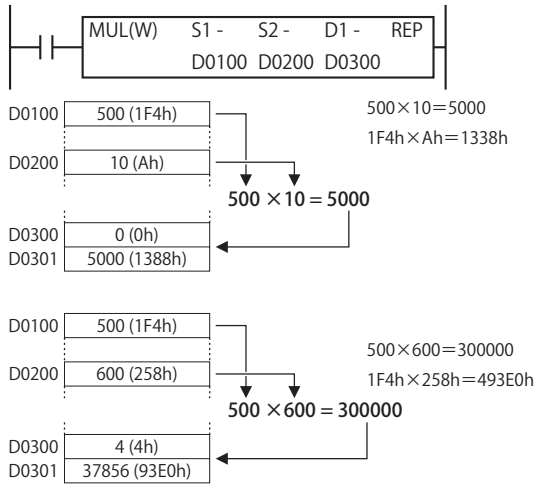 MUL(W) S1 - S2 - D1 - REP
D0100 D0200 D0300
D0100 500 (1F4h)
500×10=5000
1F4h×Ah=1338h
D0200 10 (Ah)
500 ×10 = 5000
D0300 0 (0h)
D0301 5000 (1388h)
D0100 500 (1F4h)
500×600=300000
D0200 600 (258h)
1F4h×258h=493E0h
500 ×600 = 300000
D0300 4 (4h)
D0301 37856 (93E0h)